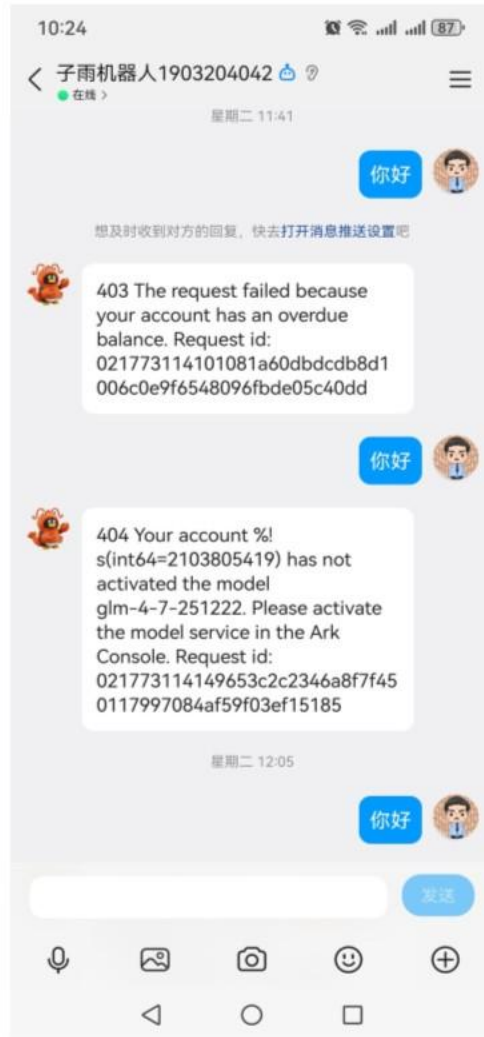 10:24
87
子雨机器人1903204042
在线 >
星期二 11:41
你好
想及时收到对方的回复，快去打开消息推送设置吧
403 The request failed because
your account has an overdue
balance. Request id:
021773114101081a60dbdcdb8d1
006c0e9f6548096fbde05c40dd
你好
404 Your account %!
s(int64=2103805419) has not
activated the model
glm-4-7-251222. Please activate
the model service in the Ark
Console. Request id:
021773114149653c2c2346a8f7f45
0117997084af59f03ef15185
星期二 12:05
你好
发送